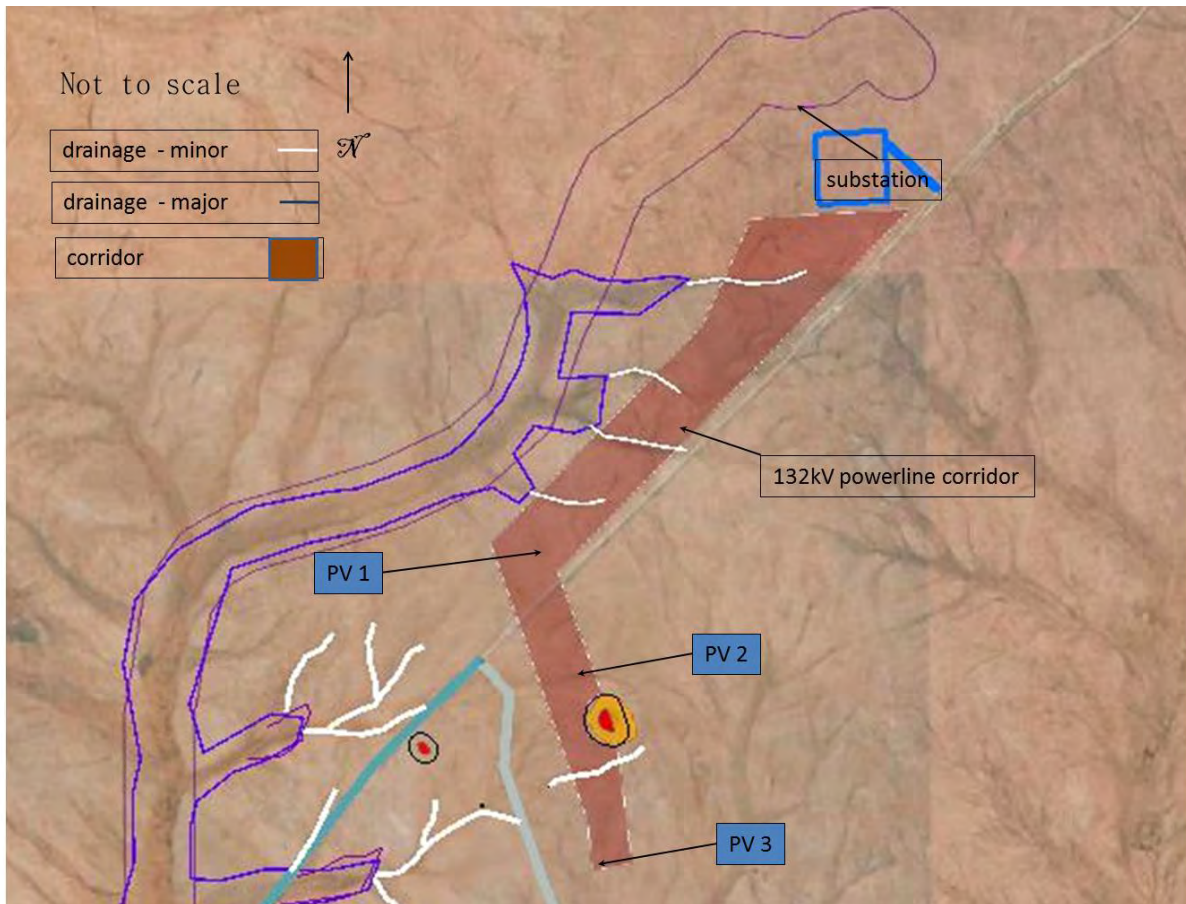 Not to scale
N
drainage - minor
drainage - major
corridor
substation
132kV powerline corridor
PV 1
PV 2
PV 3